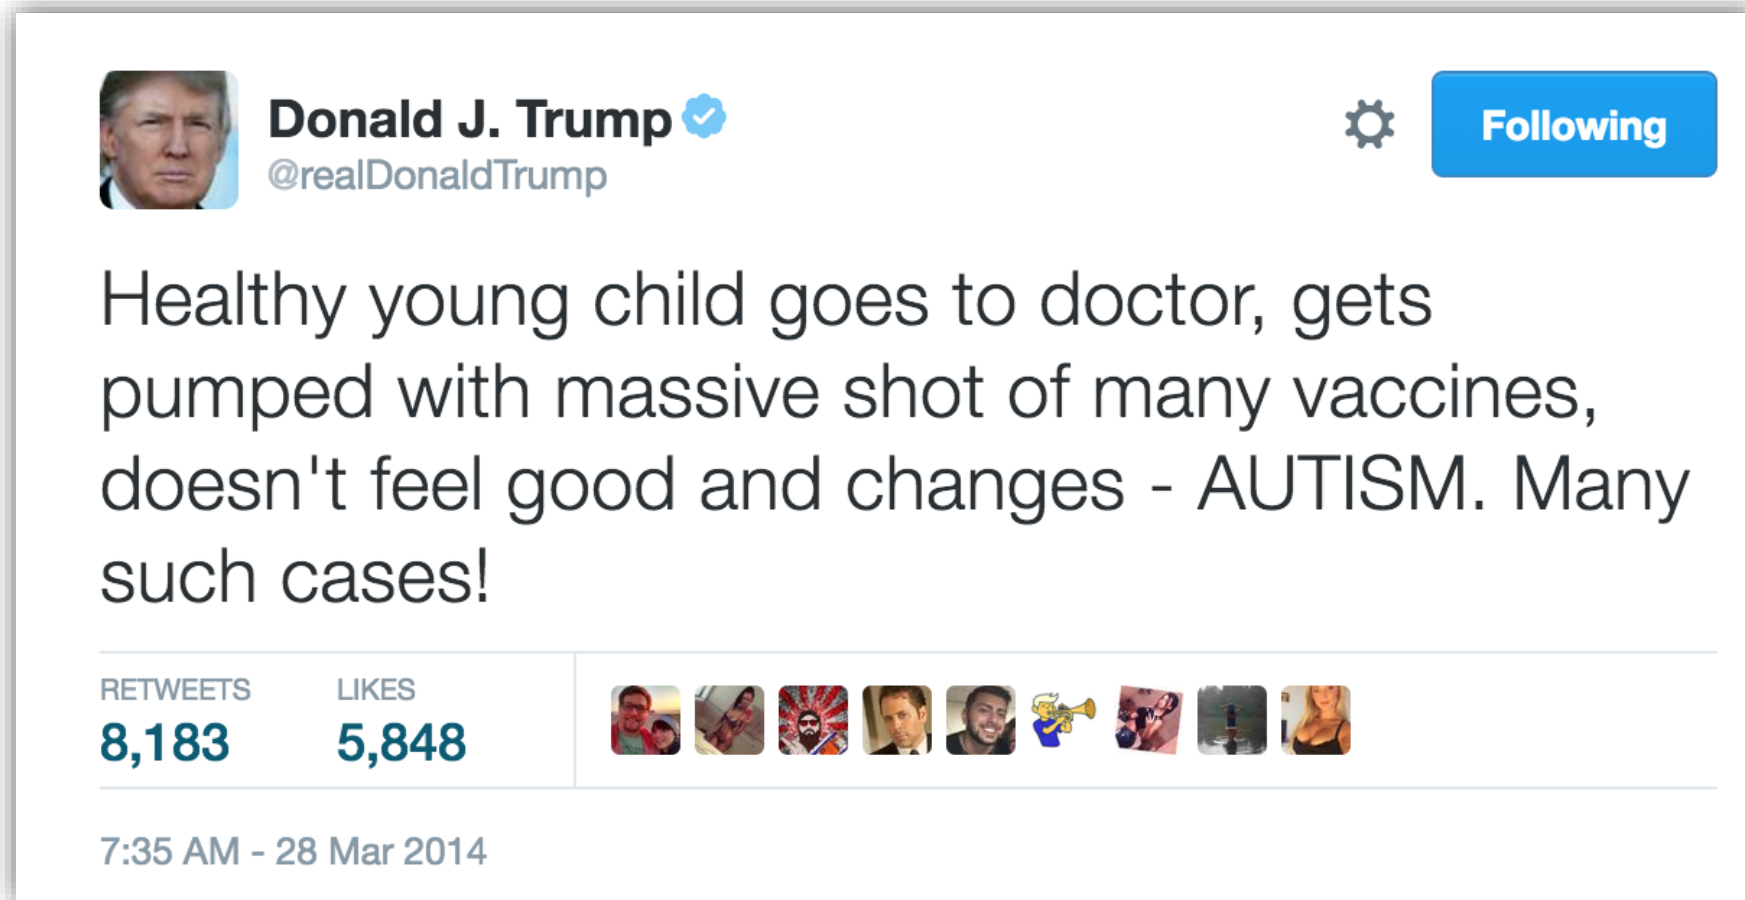 Donald J. Trump
@realDonaldTrump
Following
Healthy young child goes to doctor, gets
pumped with massive shot of many vaccines,
doesn't feel good and changes - AUTISM. Many
such cases!
RETWEETS LIKES
8,183 5,848
7:35 AM - 28 Mar 2014